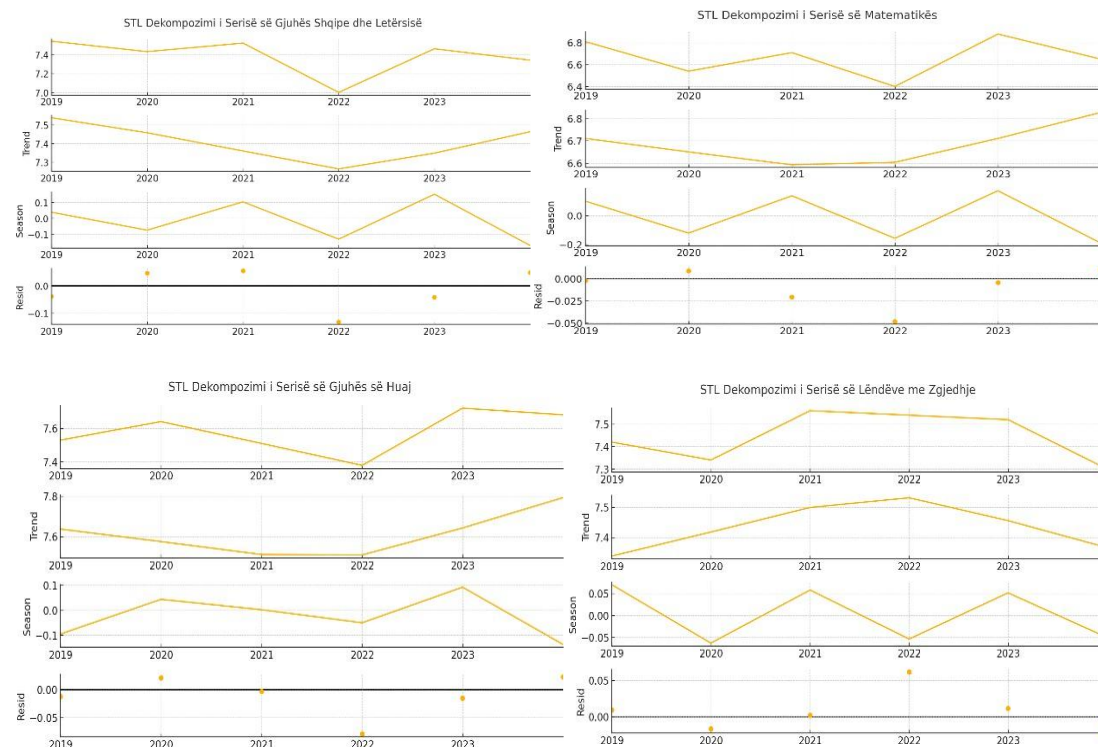 STL Dekompozimi i Serisë së Gjuhës Shqipe dhe Letërsisë
7.4
7.2
7.0
2019 2020 2021 2022 2023
Trend
7.5
7.4
7.3
2019 2020 2021 2022 2023
Season
0.1
0.0
−0.1
2019 2020 2021 2022 2023
Resid
0.0
−0.1
2019 2020 2021 2022 2023
STL Dekompozimi i Serisë së Matematikës
6.8
6.6
6.4
2019 2020 2021 2022 2023
Trend
6.8
6.6
2019 2020 2021 2022 2023
Season
0.0
−0.2
2019 2020 2021 2022 2023
Resid
0.000
−0.025
−0.050
2019 2020 2021 2022 2023
STL Dekompozimi i Serisë së Gjuhës së Huaj
7.6
7.4
2019 2020 2021 2022 2023
Trend
7.8
7.6
2019 2020 2021 2022 2023
Season
0.1
0.0
−0.1
2019 2020 2021 2022 2023
Resid
0.00
−0.05
2019 2020 2021 2022 2023
STL Dekompozimi i Serisë së Lëndëve me Zgjedhje
7.5
7.4
7.3
2019 2020 2021 2022 2023
Trend
7.5
7.4
2019 2020 2021 2022 2023
Season
0.05
0.00
−0.05
2019 2020 2021 2022 2023
Resid
0.05
0.00
2019 2020 2021 2022 2023